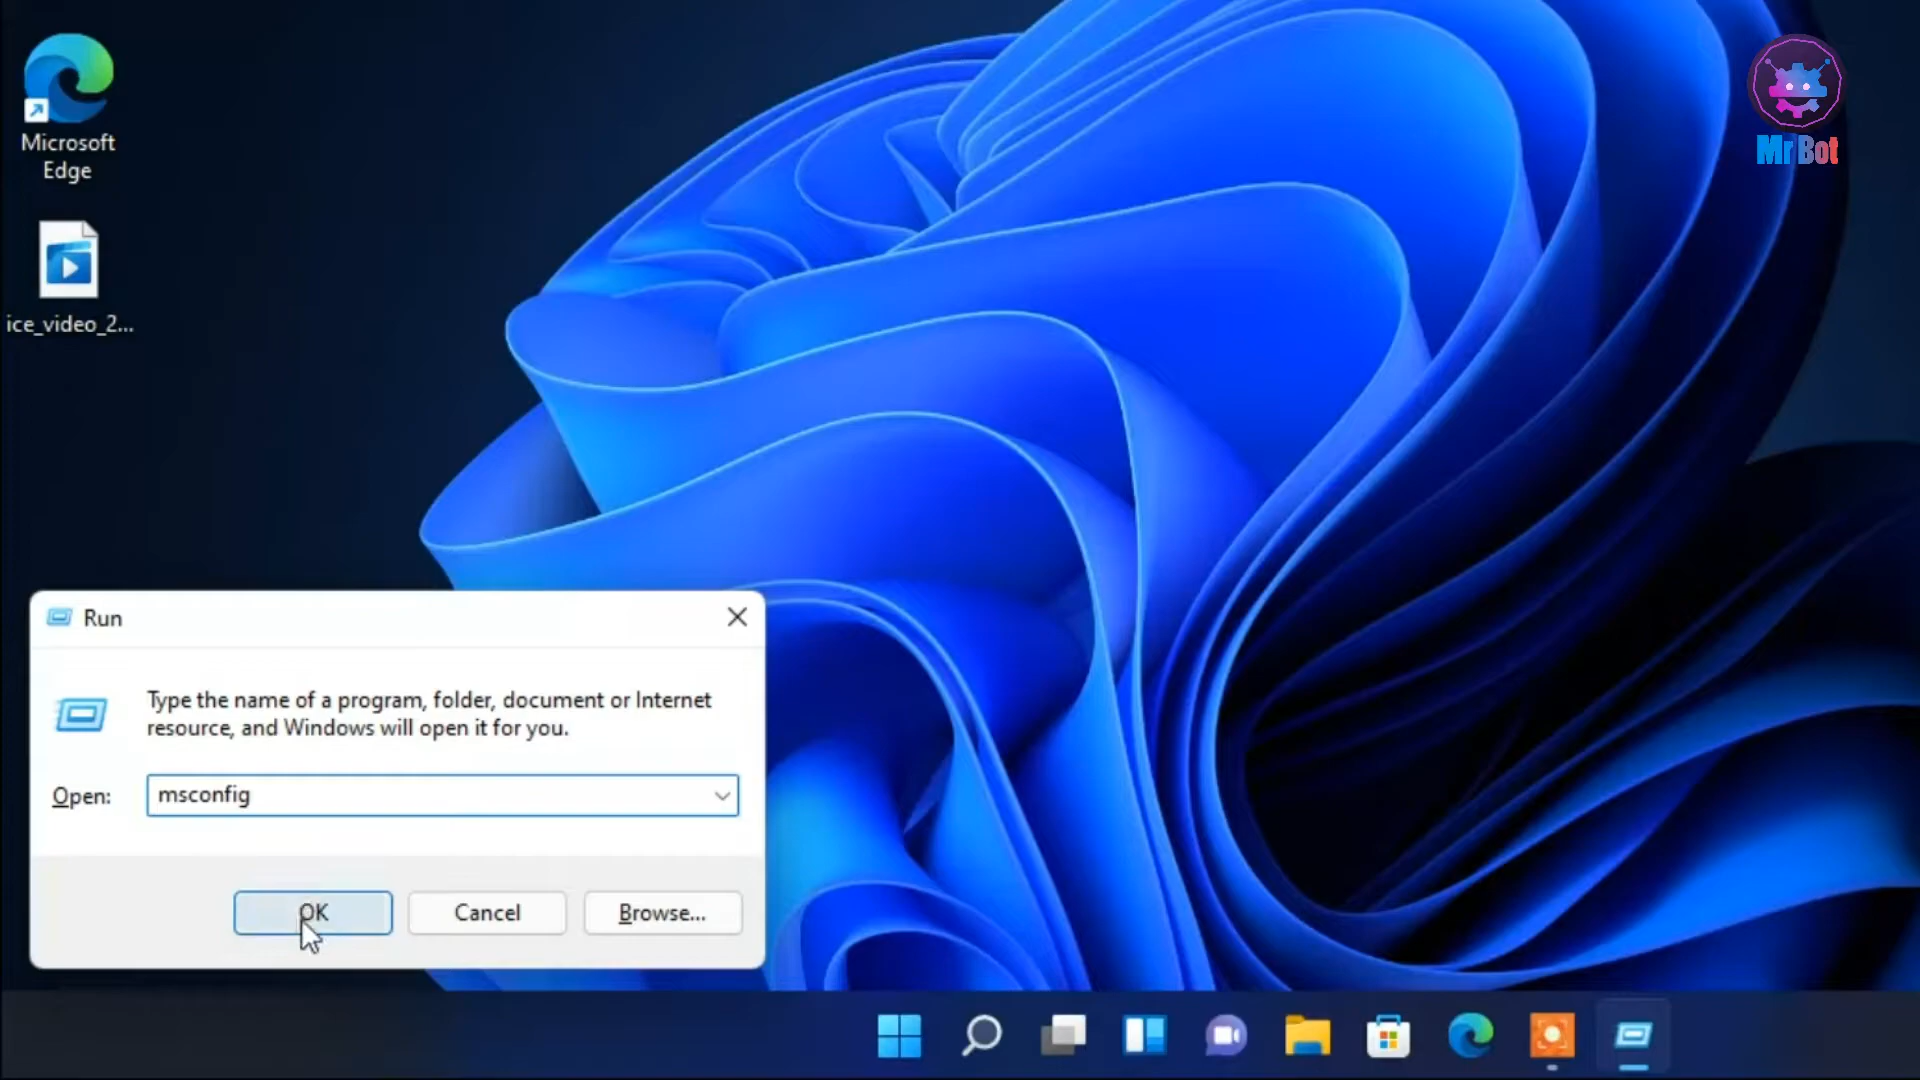 Microsoft
Edge
ice_video_2...
Mr Bot
Run
Type the name of a program, folder, document or Internet
resource, and Windows will open it for you.
Open:
msconfig
OK
Cancel
Browse...